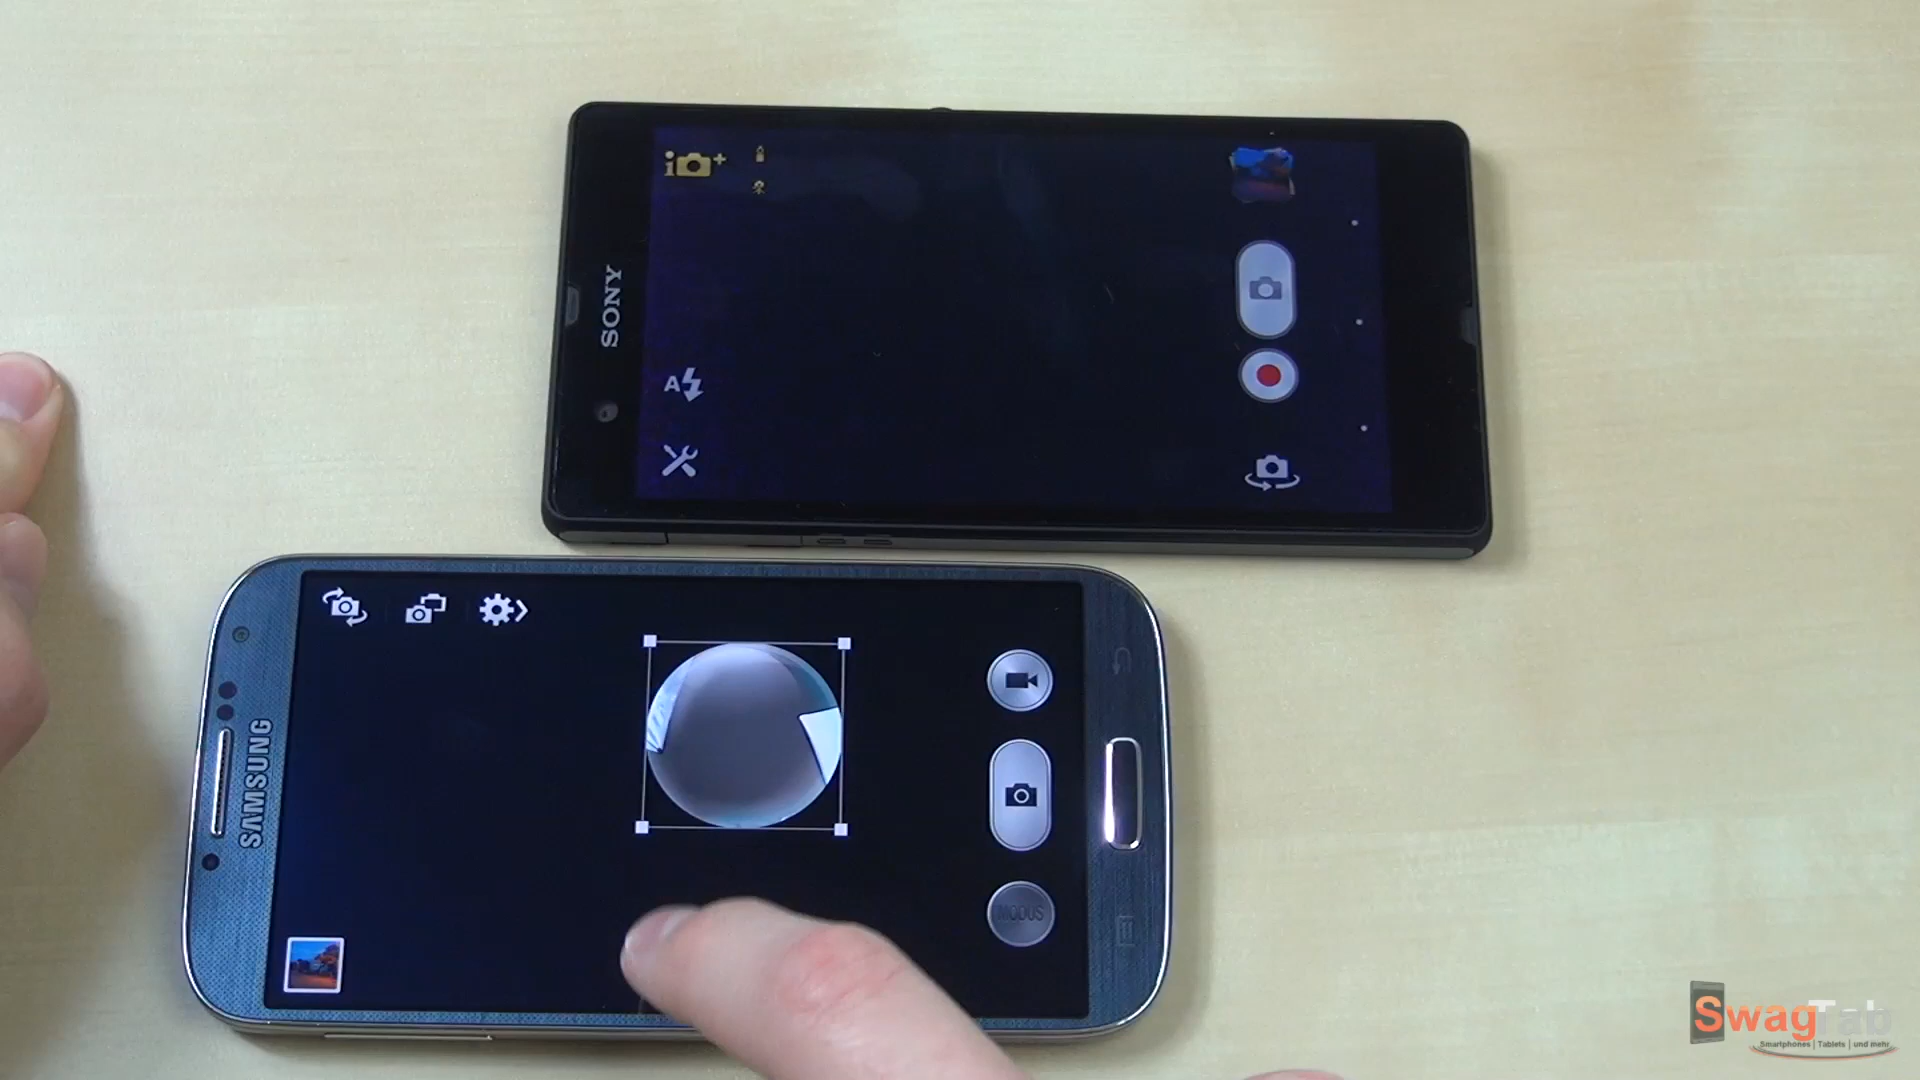 SONY
A
SAMSUNG
MODUS
SwagTab
Smartphones | Tablets | und mehr